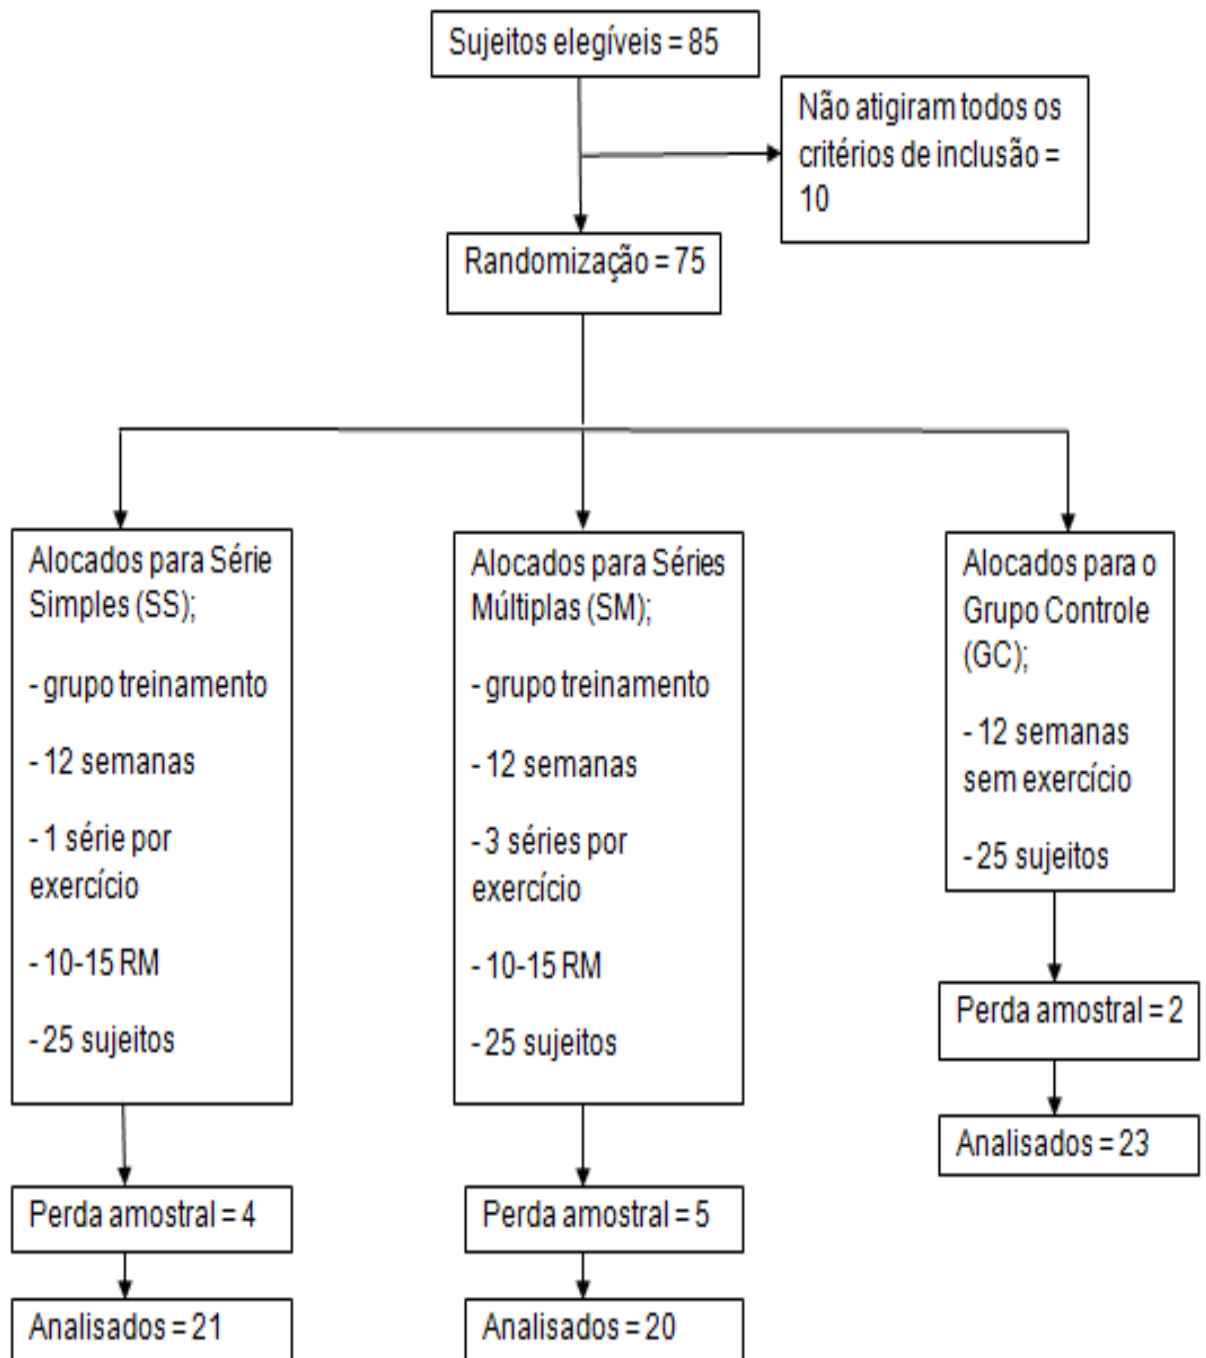 Sujeitos elegíveis = 85
Não atigiram todos os
critérios de inclusão =
10
Randomização = 75
Alocados para Série
Simples (SS);
- grupo treinamento
- 12 semanas
- 1 série por
exercício
- 10-15 RM
- 25 sujeitos
Perda amostral = 4
Analisados = 21
Alocados para Séries
Múltiplas (SM);
- grupo treinamento
- 12 semanas
- 3 séries por
exercício
- 10-15 RM
- 25 sujeitos
Perda amostral = 5
Analisados = 20
Alocados para o
Grupo Controle
(GC);
- 12 semanas
sem exercício
- 25 sujeitos
Perda amostral = 2
Analisados = 23